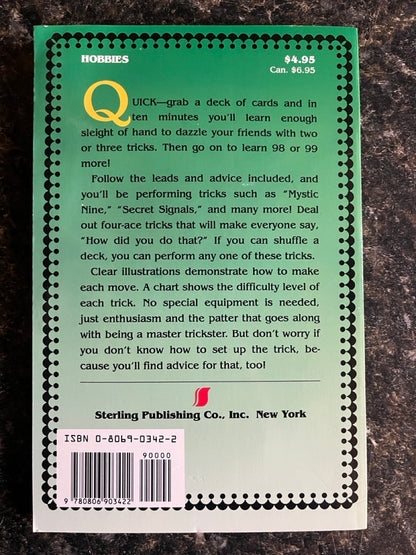 HOBBIES $4.95
Can. $6.95
QUICK—grab a deck of cards and in
ten minutes you'll learn enough
sleight of hand to dazzle your friends with two
or three tricks. Then go on to learn 98 or 99
more!
Follow the leads and advice included, and
you'll be performing tricks such as "Mystic
Nine," "Secret Signals," and many more! Deal
out four-ace tricks that will make everyone say,
"How did you do that?" If you can shuffle a
deck, you can perform any one of these tricks.
Clear illustrations demonstrate how to make
each move. A chart shows the difficulty level of
each trick. No special equipment is needed,
just enthusiasm and the patter that goes along
with being a master trickster. But don't worry if
you don't know how to set up the trick, be-
cause you'll find advice for that, too!
Sterling Publishing Co., Inc. New York
ISBN 0-8069-0342-2
90000
9 780806 903422